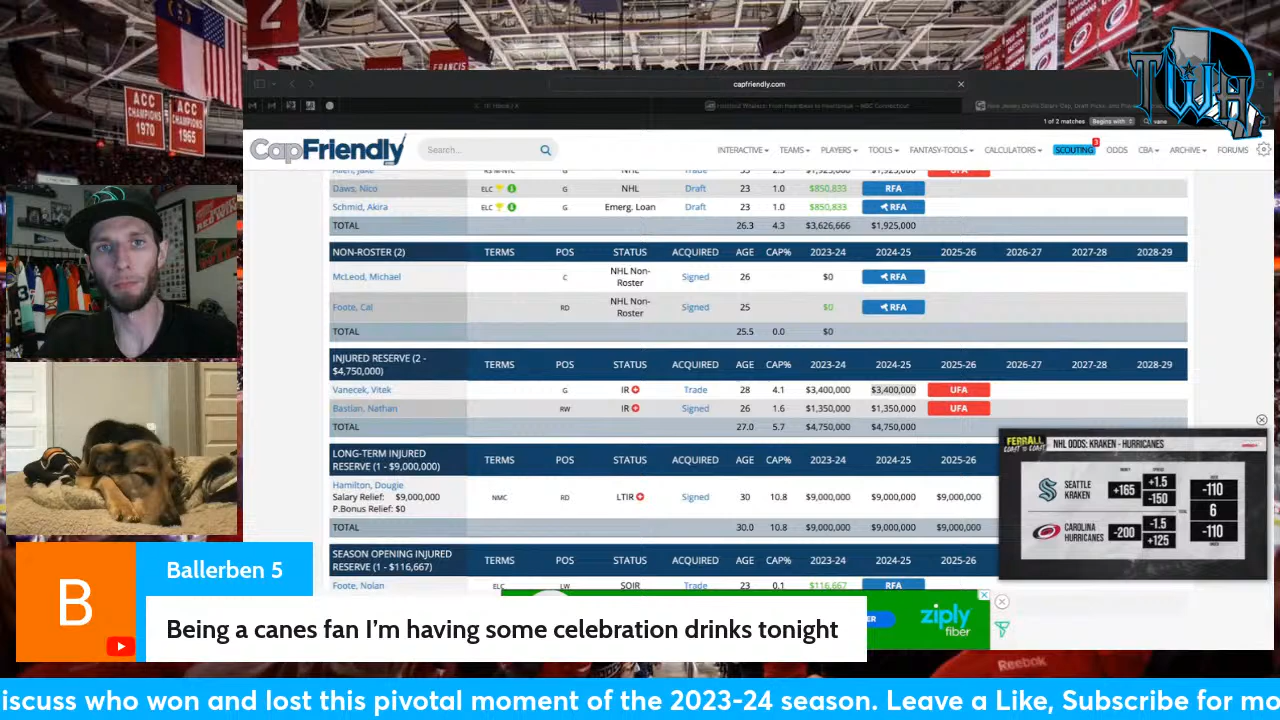 2
ACC
CHAMPIONS
1970
ACC
CHAMPIONS
1965
FRANCIS
TWH
capfriendly.com
1 of 2 matches Begins with vane
CapFriendly Search... INTERACTIVE TEAMS PLAYERS TOOLS FANTASY-TOOLS CALCULATORS SCOUTING 3 ODDS CBA ARCHIVE FORUMS
Daws, Nico ELC G NHL Draft 23 1.0 $850,833 RFA
Schmid, Akira ELC G Emerg. Loan Draft 23 1.0 $850,833 RFA
TOTAL 26.3 4.3 $3,626,666 $1,925,000
NON-ROSTER (2) TERMS POS STATUS ACQUIRED AGE CAP% 2023-24 2024-25 2025-26 2026-27 2027-28 2028-29
McLeod, Michael C NHL Non-Roster Signed 26 $0 RFA
Foote, Cal RD NHL Non-Roster Signed 25 $0 RFA
TOTAL 25.5 0.0 $0
INJURED RESERVE (2 - $4,750,000) TERMS POS STATUS ACQUIRED AGE CAP% 2023-24 2024-25 2025-26 2026-27 2027-28 2028-29
Vanecek, Vitek G IR Trade 28 4.1 $3,400,000 $3,400,000 UFA
Bastian, Nathan RW IR Signed 26 1.6 $1,350,000 $1,350,000 UFA
TOTAL 27.0 5.7 $4,750,000 $4,750,000
LONG-TERM INJURED RESERVE (1 - $9,000,000) TERMS POS STATUS ACQUIRED AGE CAP% 2023-24 2024-25 2025-26
Hamilton, Dougie
Salary Relief: $9,000,000
P.Bonus Relief: $0
NMC RD LTIR Signed 30 10.8 $9,000,000 $9,000,000 $9,000,000
TOTAL 30.0 10.8 $9,000,000 $9,000,000 $9,000,000
SEASON OPENING INJURED RESERVE (1 - $116,667) TERMS POS STATUS ACQUIRED AGE CAP% 2023-24 2024-25 2025-26
Foote, Nolan ELC LW SOIR Trade 23 0.1 $116,667 RFA
FERRALL
COAST TO COAST
NHL ODDS: KRAKEN - HURRICANES
SEATTLE KRAKEN +165 +1.5 -150 -110
6
CAROLINA HURRICANES -200 -1.5 +125 -110
ziply
fiber
Reebok
B
Ballerben 5
Being a canes fan I'm having some celebration drinks tonight
iscuss who won and lost this pivotal moment of the 2023-24 season. Leave a Like, Subscribe for mo